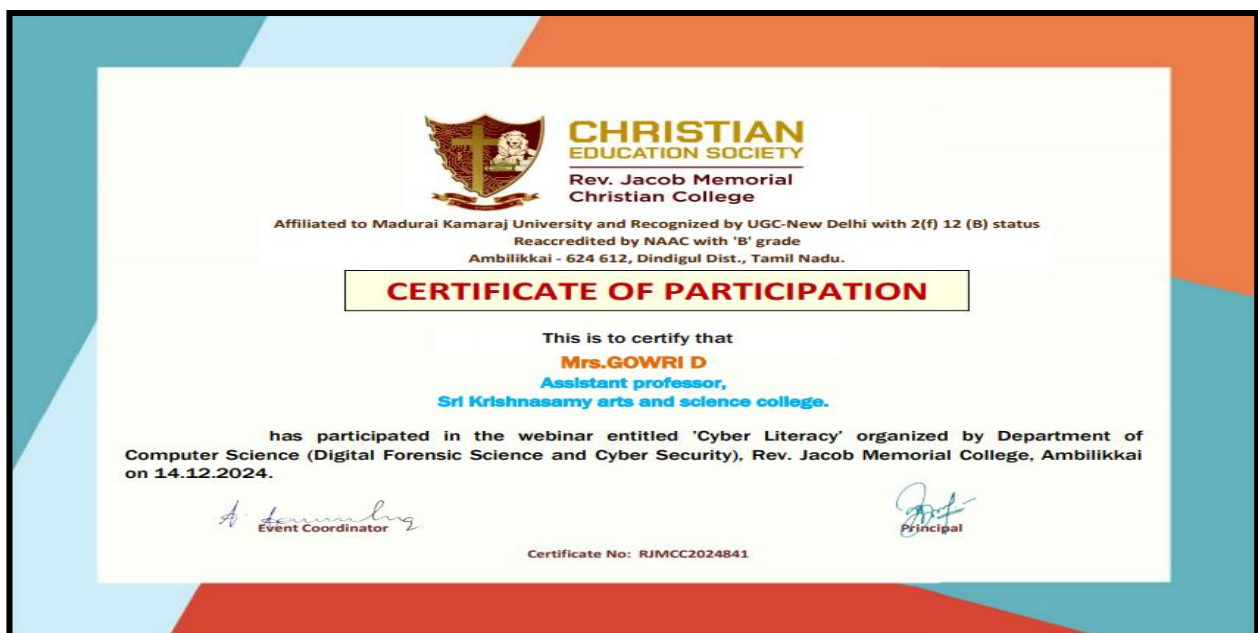 CHRISTIAN
EDUCATION SOCIETY
Rev. Jacob Memorial
Christian College
Affiliated to Madurai Kamaraj University and Recognized by UGC-New Delhi with 2(f) 12 (B) status
Reaccredited by NAAC with 'B' grade
Ambilikkai - 624 612, Dindigul Dist., Tamil Nadu.
CERTIFICATE OF PARTICIPATION
This is to certify that
Mrs.GOWRI D
Assistant professor,
Sri Krishnasamy arts and science college.
has participated in the webinar entitled 'Cyber Literacy' organized by Department of
Computer Science (Digital Forensic Science and Cyber Security), Rev. Jacob Memorial College, Ambilikkai
on 14.12.2024.
Event Coordinator
Principal
Certificate No: RJMCC2024841